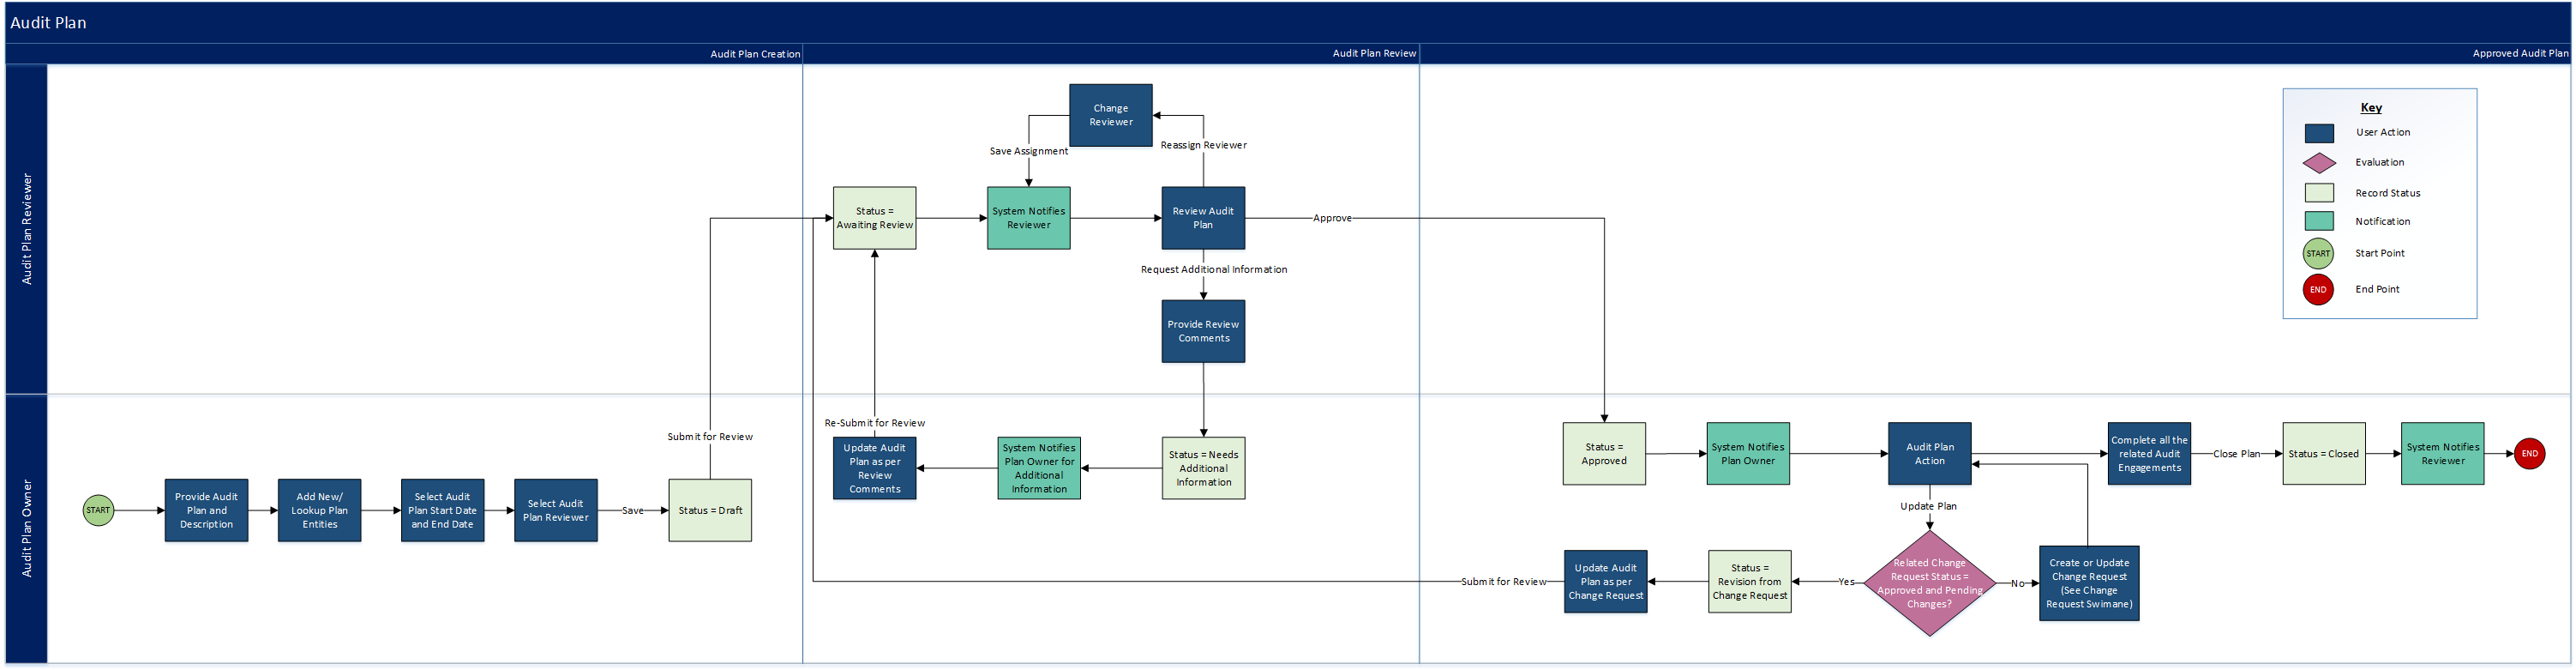 Audit Plan
Audit Plan Creation
Audit Plan Review
Approved Audit Plan
Audit Plan Reviewer
Change
Reviewer
Save Assignment
Reassign Reviewer
Status =
Awaiting Review
System Notifies
Reviewer
Review Audit
Plan
Approve
Request Additional Information
Provide Review
Comments
Key
User Action
Evaluation
Record Status
Notification
START
Start Point
END
End Point
Audit Plan Owner
START
Provide Audit
Plan and
Description
Add New/
Lookup Plan
Entities
Select Audit
Plan Start Date
and End Date
Select Audit
Plan Reviewer
Save
Status = Draft
Submit for Review
Re-Submit for Review
Update Audit
Plan as per
Review
Comments
System Notifies
Plan Owner for
Additional
Information
Status = Needs
Additional
Information
Status =
Approved
System Notifies
Plan Owner
Audit Plan
Action
Complete all the
related Audit
Engagements
Close Plan
Status = Closed
System Notifies
Reviewer
END
Update Plan
Submit for Review
Update Audit
Plan as per
Change Request
Status =
Revision from
Change Request
Yes
Related Change
Request Status =
Approved and Pending
Changes?
No
Create or Update
Change Request
(See Change
Request Swimane)